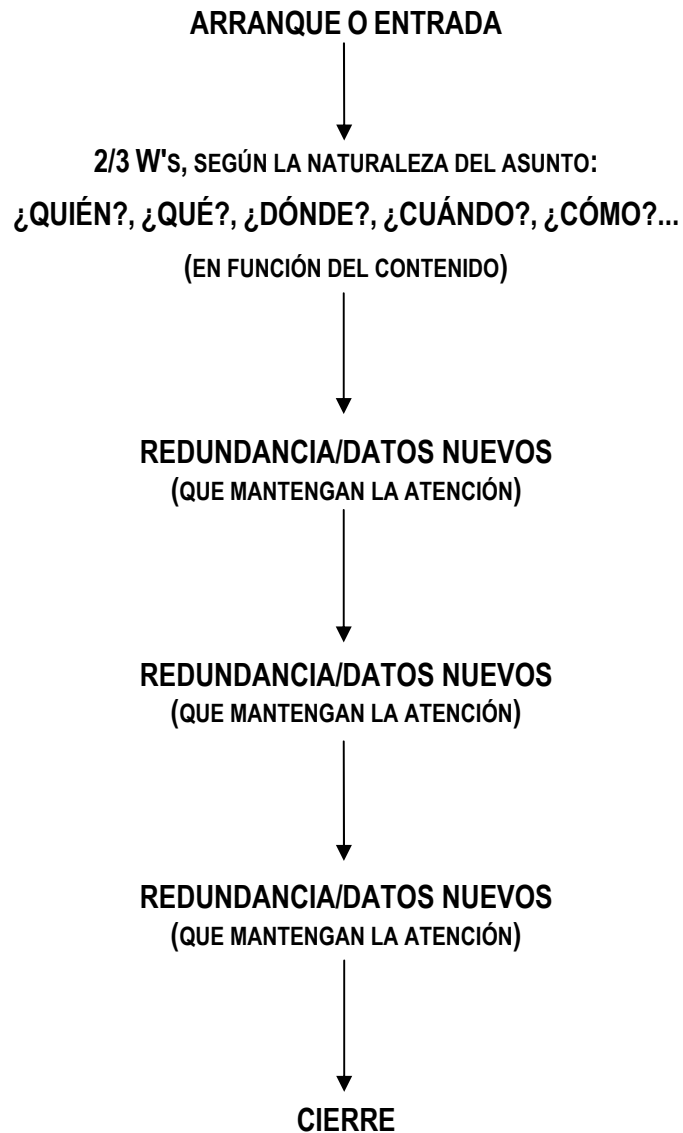 ARRANQUE O ENTRADA
2/3 W'S, SEGÚN LA NATURALEZA DEL ASUNTO:
¿QUIÉN?, ¿QUÉ?, ¿DÓNDE?, ¿CUÁNDO?, ¿CÓMO?...
(EN FUNCIÓN DEL CONTENIDO)
REDUNDANCIA/DATOS NUEVOS
(QUE MANTENGAN LA ATENCIÓN)
REDUNDANCIA/DATOS NUEVOS
(QUE MANTENGAN LA ATENCIÓN)
REDUNDANCIA/DATOS NUEVOS
(QUE MANTENGAN LA ATENCIÓN)
CIERRE